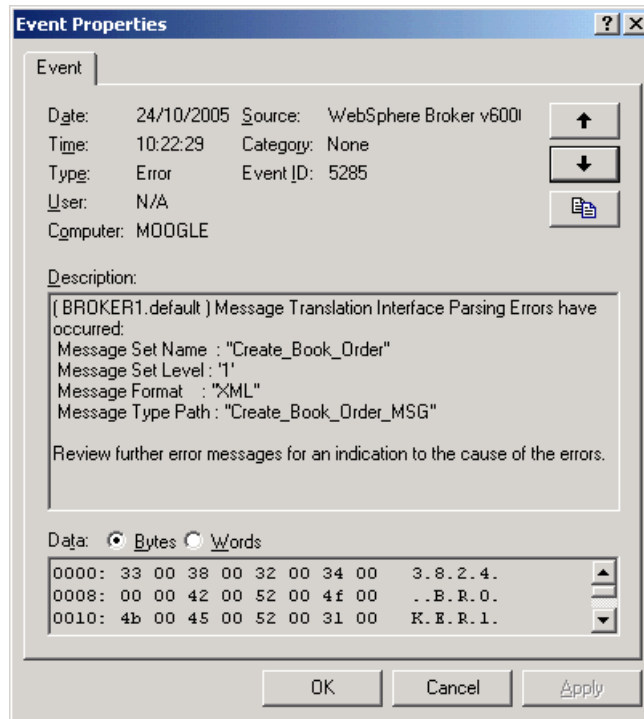 Event Properties
Event
Date: 24/10/2005 Source: WebSphere Broker v600
Time: 10:22:29 Category: None
Type: Error Event ID: 5285
User: N/A
Computer: MOOGLE
Description:
( BROKER1.default ) Message Translation Interface Parsing Errors have
occurred:
Message Set Name : "Create_Book_Order"
Message Set Level : '1'
Message Format : "XML"
Message Type Path : "Create_Book_Order_MSG"
Review further error messages for an indication to the cause of the errors.
Data: Bytes Words
0000: 33 00 38 00 32 00 34 00 3.8.2.4.
0008: 00 00 42 00 52 00 4f 00 ..B.R.O.
0010: 4b 00 45 00 52 00 31 00 K.E.R.1.
OK Cancel Apply